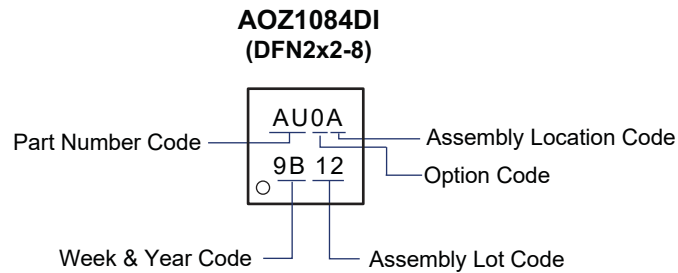 AOZ1084DI
(DFN2x2-8)
AU0A
Part Number Code
Assembly Location Code
9B 12
Option Code
Week & Year Code
Assembly Lot Code